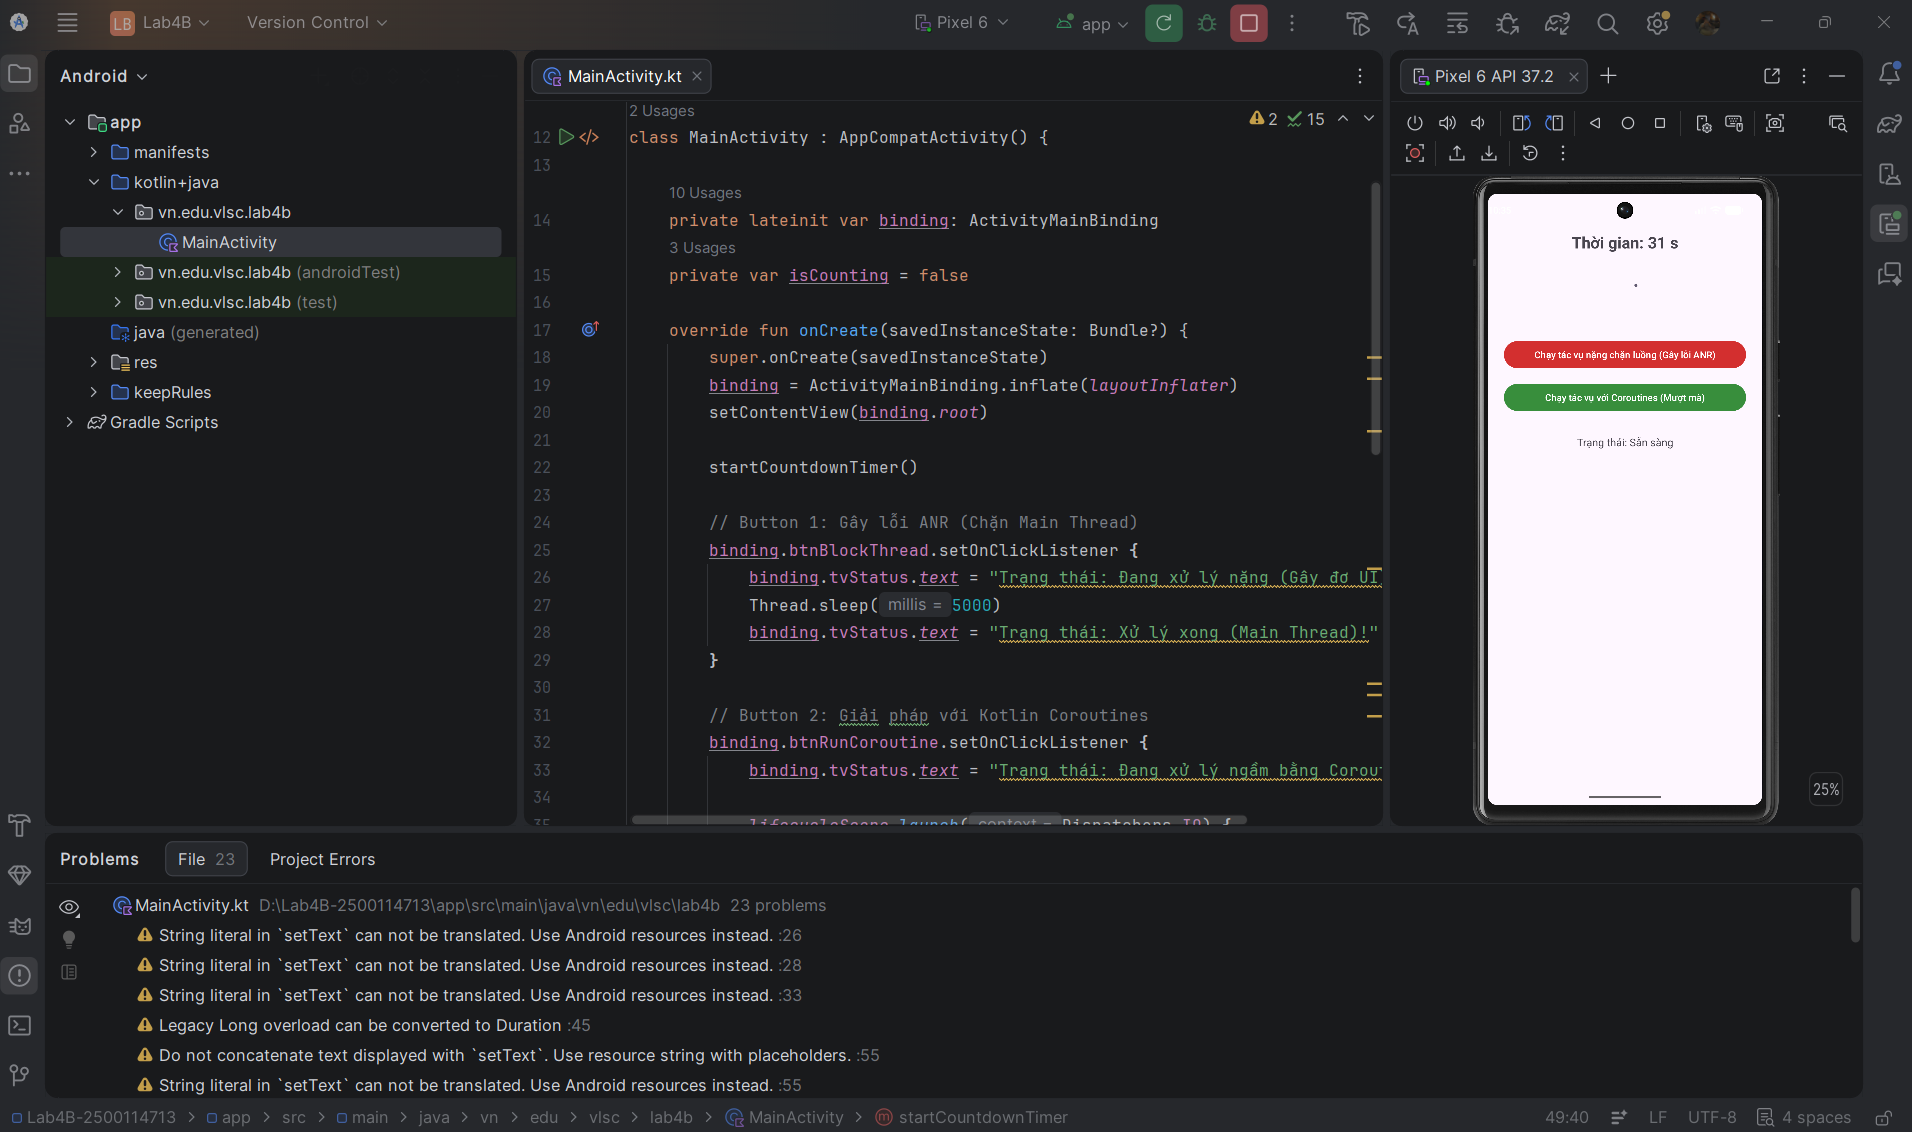 LB Lab4B Version Control Pixel 6 app
Android
app
manifests
kotlin+java
vn.edu.vlsc.lab4b
MainActivity
vn.edu.vlsc.lab4b (androidTest)
vn.edu.vlsc.lab4b (test)
java (generated)
res
keepRules
Gradle Scripts
MainActivity.kt
2 Usages
2 15
12 class MainActivity : AppCompatActivity() {
13
10 Usages
14 private lateinit var binding: ActivityMainBinding
3 Usages
15 private var isCounting = false
16
17 override fun onCreate(savedInstanceState: Bundle?) {
18 super.onCreate(savedInstanceState)
19 binding = ActivityMainBinding.inflate(layoutInflater)
20 setContentView(binding.root)
21
22 startCountdownTimer()
23
24 // Button 1: Gây lỗi ANR (Chặn Main Thread)
25 binding.btnBlockThread.setOnClickListener {
26 binding.tvStatus.text = "Trạng thái: Đang xử lý nặng (Gây đơ UI
27 Thread.sleep( millis = 5000)
28 binding.tvStatus.text = "Trạng thái: Xử lý xong (Main Thread)!"
29 }
30
31 // Button 2: Giải pháp với Kotlin Coroutines
32 binding.btnRunCoroutine.setOnClickListener {
33 binding.tvStatus.text = "Trạng thái: Đang xử lý ngầm bằng Corou
34
35 lifecycleScope.launch( context = Dispatchers.IO) {
Pixel 6 API 37.2
Thời gian: 31 s
Chạy tác vụ nặng chặn luồng (Gây lỗi ANR)
Chạy tác vụ với Coroutines (Mượt mà)
Trạng thái: Sẵn sàng
25%
Problems File 23 Project Errors
MainActivity.kt D:\Lab4B-2500114713\app\src\main\java\vn\edu\vlsc\lab4b 23 problems
String literal in `setText` can not be translated. Use Android resources instead. :26
String literal in `setText` can not be translated. Use Android resources instead. :28
String literal in `setText` can not be translated. Use Android resources instead. :33
Legacy Long overload can be converted to Duration :45
Do not concatenate text displayed with `setText`. Use resource string with placeholders. :55
String literal in `setText` can not be translated. Use Android resources instead. :55
Lab4B-2500114713 > app > src > main > java > vn > edu > vlsc > lab4b > MainActivity > startCountdownTimer 49:40 LF UTF-8 4 spaces